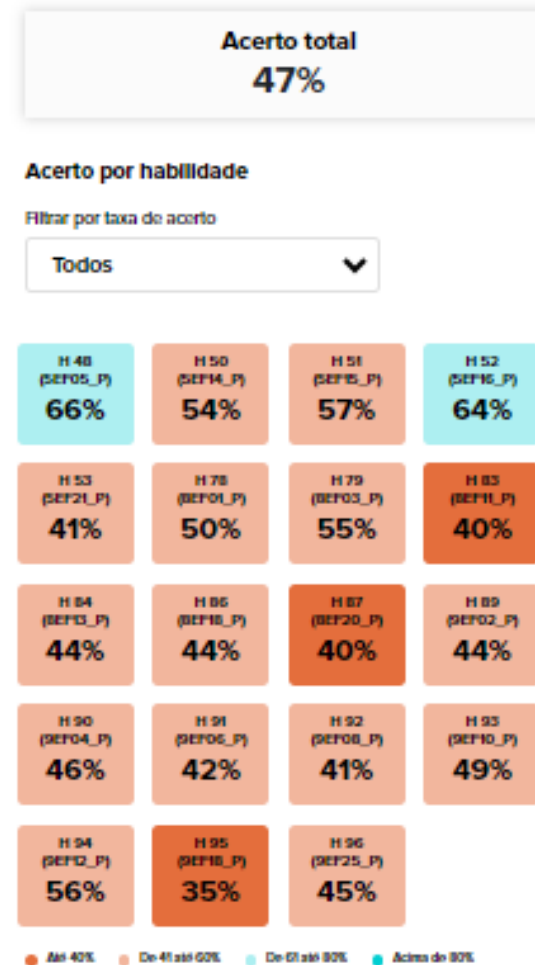 Acerto total
47%
Acerto por habilidade
Filtrar por taxa de acerto
Todos
H 48 H 50 H 51 H 52
(5EF05_P) (5EF14_P) (5EF15_P) (5EF16_P)
66% 54% 57% 64%
H 53 H 78 H 79 H 83
(5EF21_P) (8EF01_P) (8EF03_P) (8EF11_P)
41% 50% 55% 40%
H 84 H 86 H 87 H 89
(8EF13_P) (8EF18_P) (8EF20_P) (9EF02_P)
44% 44% 40% 44%
H 90 H 91 H 92 H 93
(9EF04_P) (9EF06_P) (9EF08_P) (9EF10_P)
46% 42% 41% 49%
H 94 H 95 H 96
(9EF12_P) (9EF18_P) (9EF25_P)
56% 35% 45%
Até 40% De 41 até 60% De 61 até 80% Acima de 80%